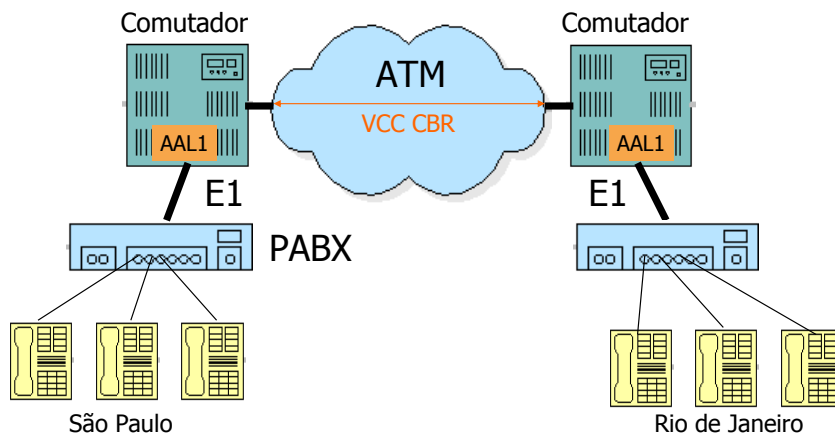 Comutador
Comutador
ATM
VCC CBR
AAL1
AAL1
E1
E1
PABX
São Paulo
Rio de Janeiro